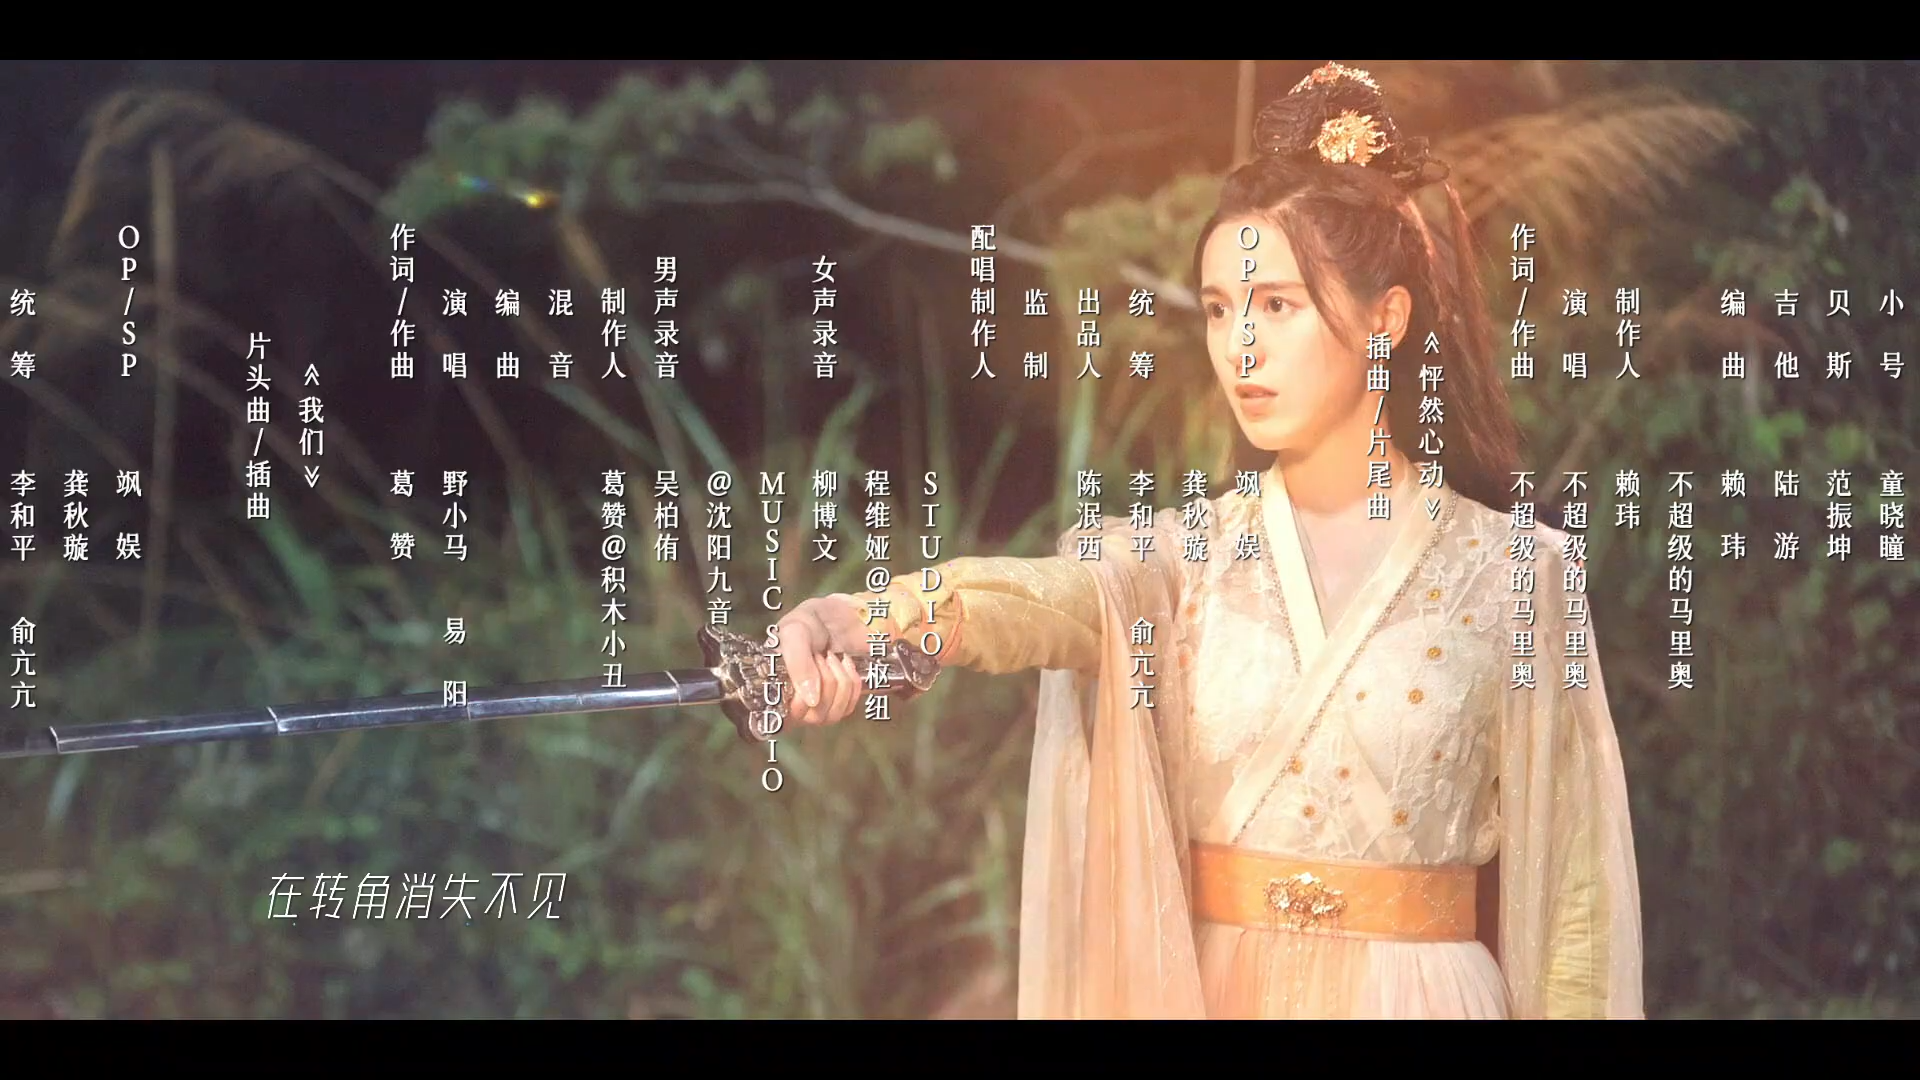 统筹 李和平 俞亢亢
龚秋璇
OP/SP 飒娱
片头曲/插曲
《我们》
作词/作曲 葛赞
演唱 野小马 易阳
编曲
混音
制作人 葛赞@积木小丑
男声录音 吴柏侑
@沈阳九音
MUSIC STUDIO
女声录音 柳博文
程维娅@声音枢纽
STUDIO
配唱制作人
监制
出品人 陈泯西
统筹 李和平 俞亢亢
龚秋璇
OP/SP 飒娱
插曲/片尾曲
《怦然心动》
作词/作曲 不超级的马里奥
演唱 不超级的马里奥
制作人 赖玮
不超级的马里奥
编曲 赖玮
吉他 陆游
贝斯 范振坤
小号 童晓瞳
在转角消失不见